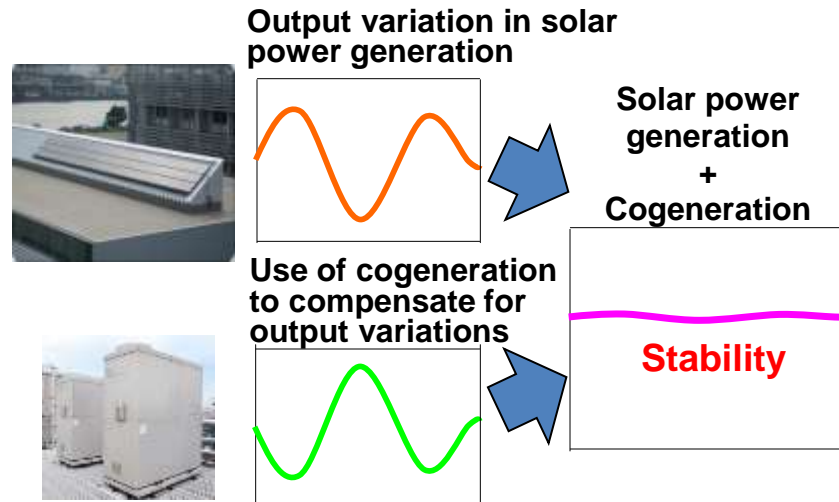 Output variation in solar
power generation
Solar power
generation
+
Cogeneration
Use of cogeneration
to compensate for
output variations
Stability